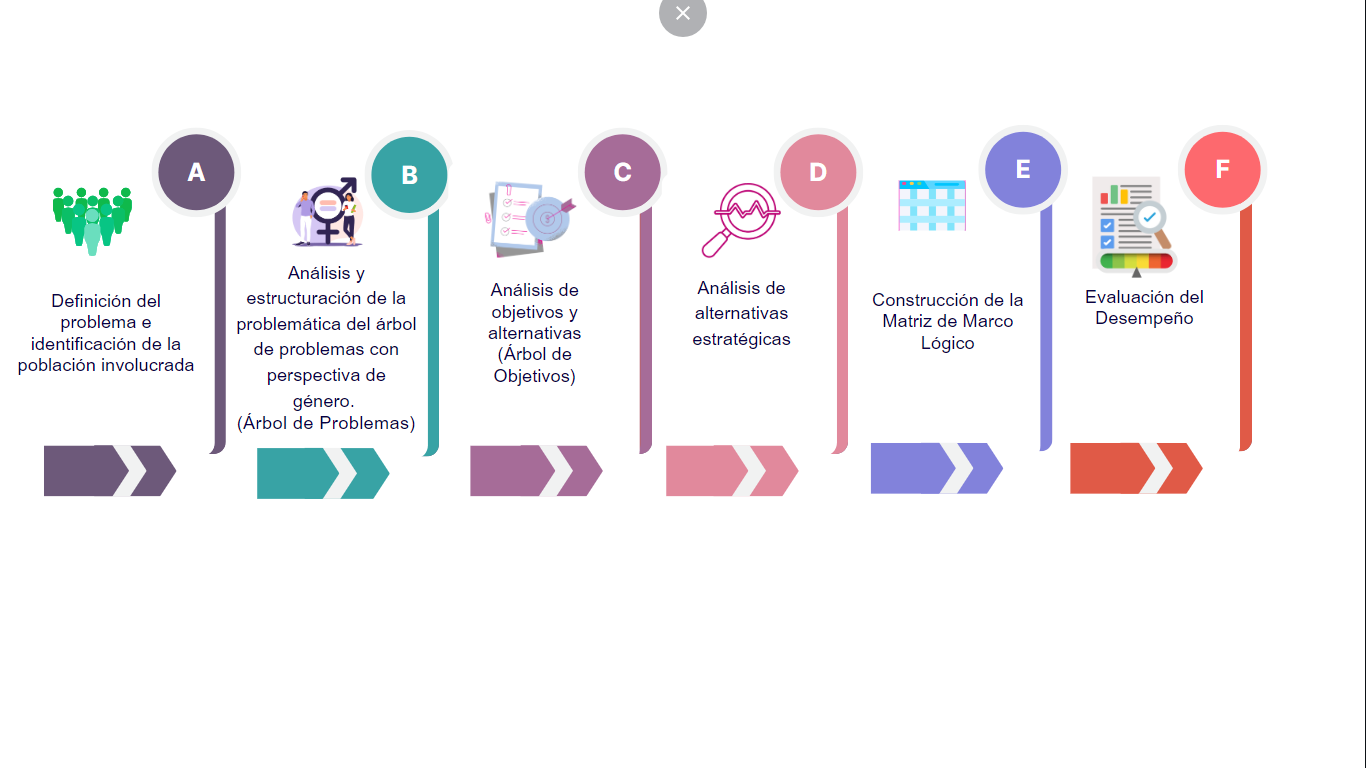 A
Definición del
problema e
identificación de la
población involucrada
B
Análisis y
estructuración de la
problemática del árbol
de problemas con
perspectiva de
género.
(Árbol de Problemas)
C
Análisis de
objetivos y
alternativas
(Árbol de
Objetivos)
D
Análisis de
alternativas
estratégicas
E
Construcción de la
Matriz de Marco
Lógico
F
Evaluación del
Desempeño